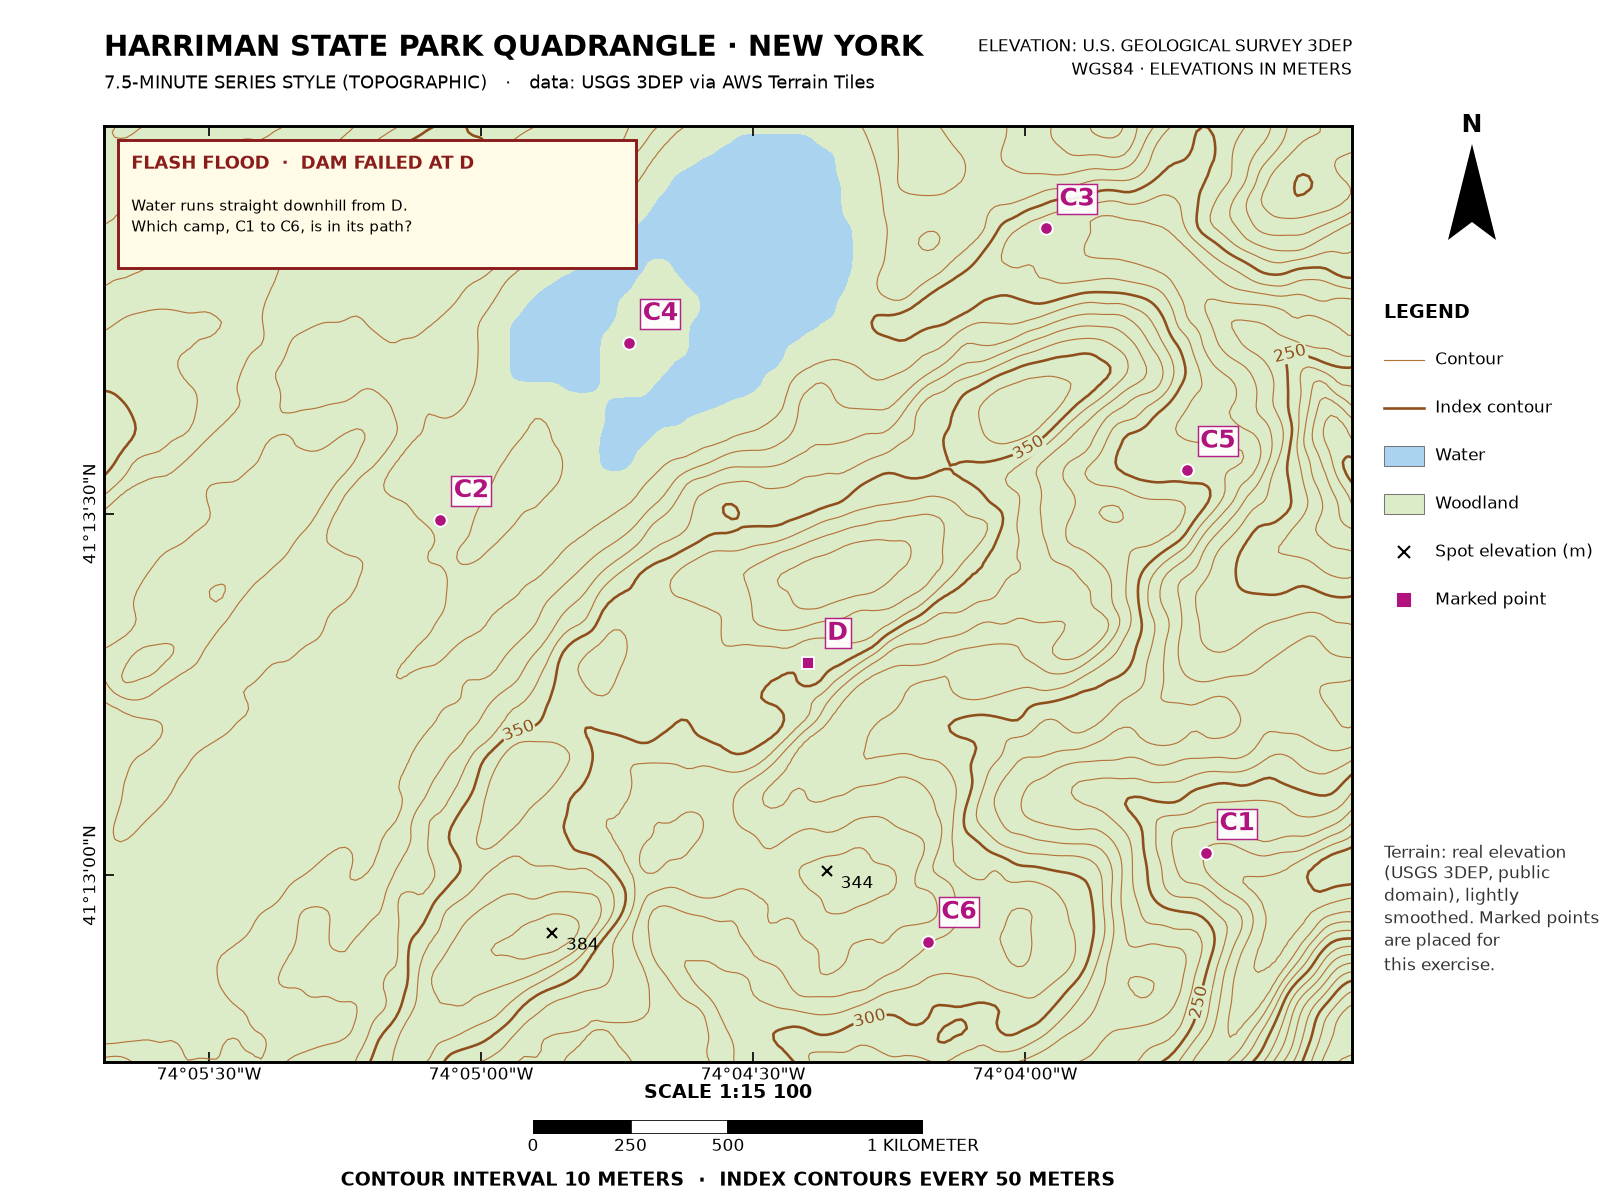 HARRIMAN STATE PARK QUADRANGLE · NEW YORK
7.5-MINUTE SERIES STYLE (TOPOGRAPHIC) · data: USGS 3DEP via AWS Terrain Tiles
ELEVATION: U.S. GEOLOGICAL SURVEY 3DEP
WGS84 · ELEVATIONS IN METERS
FLASH FLOOD · DAM FAILED AT D
Water runs straight downhill from D.
Which camp, C1 to C6, is in its path?
C3
C4
250
C5
350
C2
D
350
C1
344
C6
384
250
300
41°13'30"N
41°13'00"N
74°05'30"W
74°05'00"W
74°04'30"W
74°04'00"W
N
LEGEND
Contour
Index contour
Water
Woodland
Spot elevation (m)
Marked point
Terrain: real elevation
(USGS 3DEP, public
domain), lightly
smoothed. Marked points
are placed for
this exercise.
SCALE 1:15 100
0 250 500 1 KILOMETER
CONTOUR INTERVAL 10 METERS · INDEX CONTOURS EVERY 50 METERS